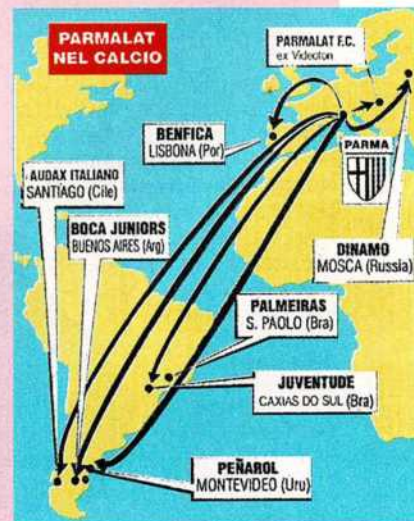 PARMALAT
NEL CALCIO
PARMALAT F.C.
ex Videoton
BENFICA
LISBONA (Por)
PARMA
AUDAX ITALIANO
SANTIAGO (Cile)
BOCA JUNIORS
BUENOS AIRES (Arg)
DINAMO
MOSCA (Russia)
PALMEIRAS
S. PAOLO (Bra)
JUVENTUDE
CAXIAS DO SUL (Bra)
PEÑAROL
MONTEVIDEO (Uru)